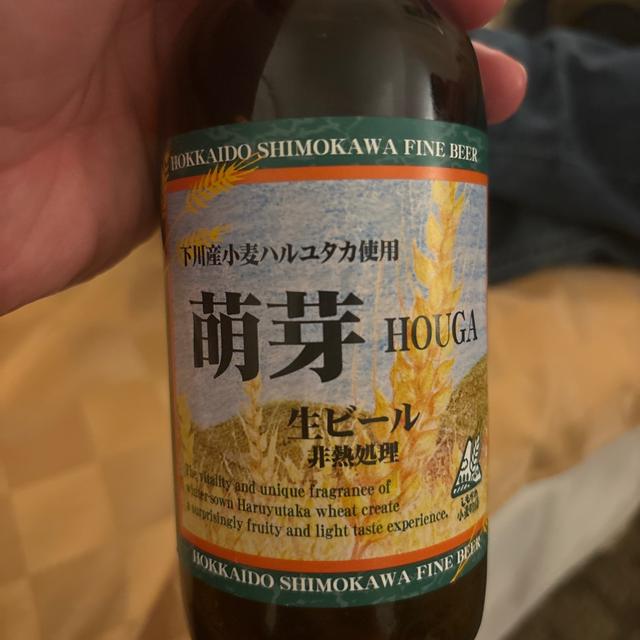 HOKKAIDO SHIMOKAWA FINE BEER
下川産小麦ハルユタカ使用
萌芽 HOUGA
生ビール
非熱処理
The vitality and unique fragrance of
winter-sown Haruyutaka wheat create
a surprisingly fruity and light taste experience.
HOKKAIDO SHIMOKAWA FINE BEER